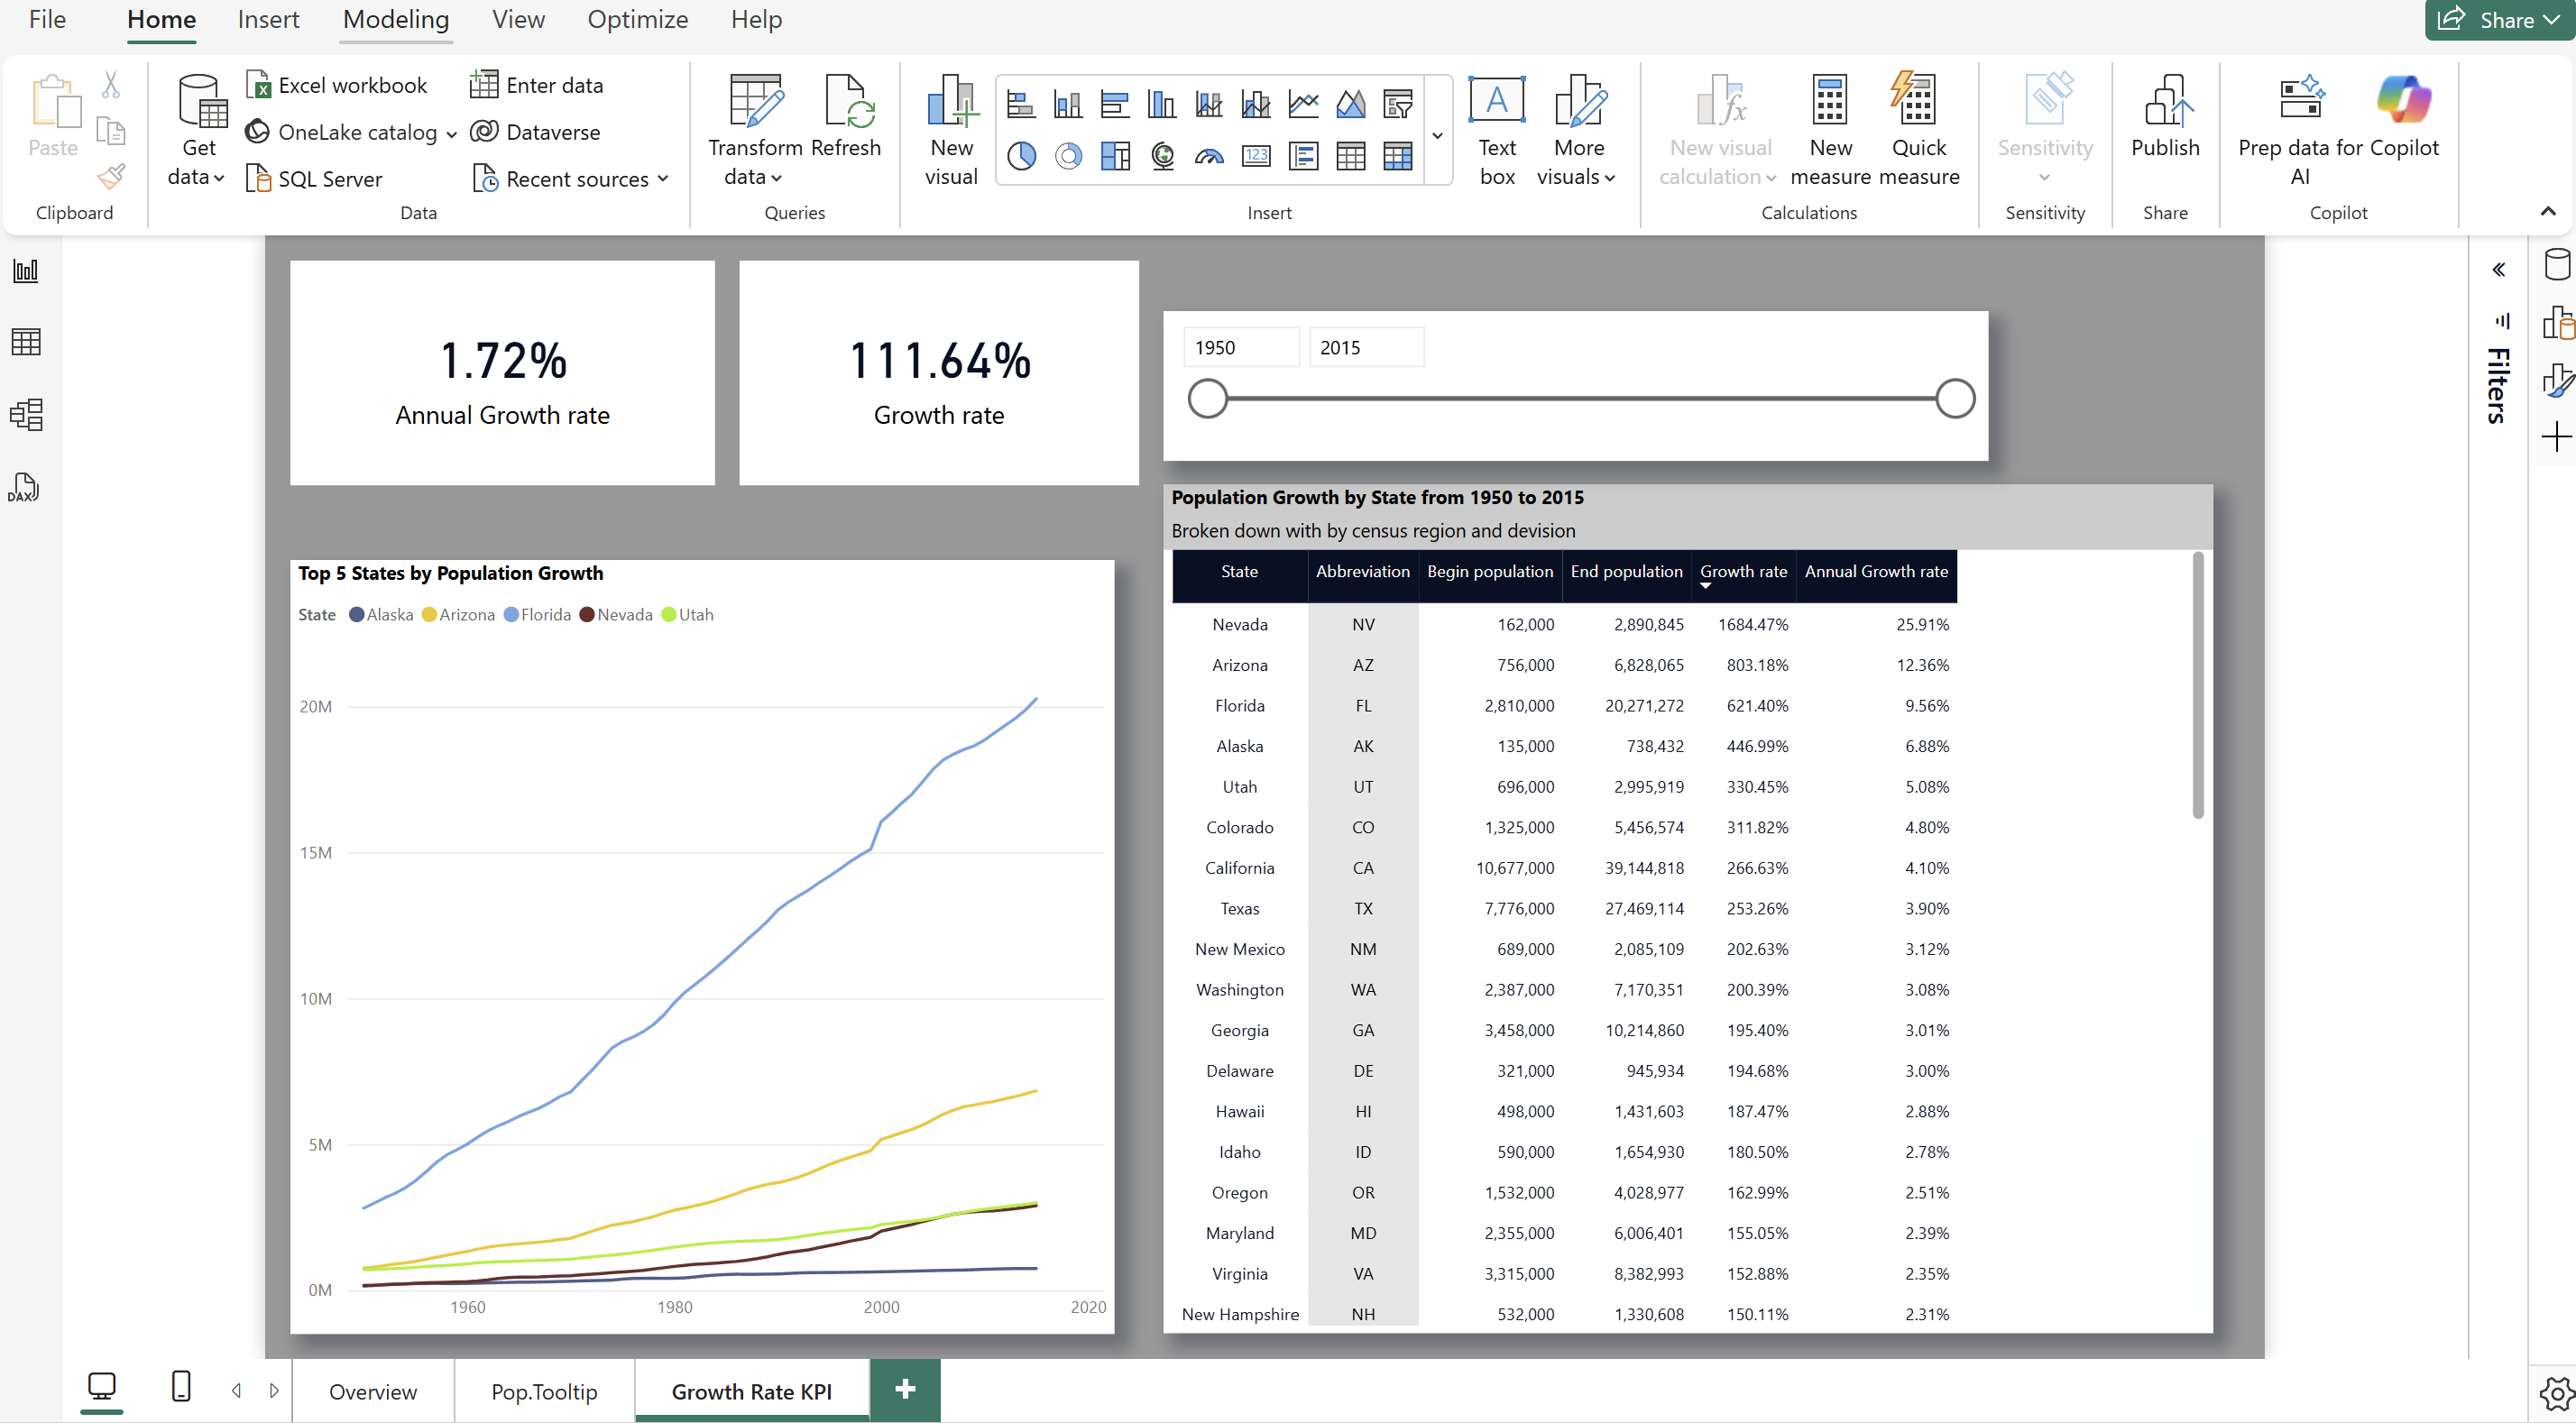 File Home Insert Modeling View Optimize Help Share
Paste
Clipboard
Get data
Excel workbook
OneLake catalog
SQL Server
Enter data
Dataverse
Recent sources
Data
Transform data
Refresh
Queries
New visual
123
A
Text box
More visuals
Insert
New visual calculation
fx
New measure
Quick measure
Calculations
Sensitivity
Sensitivity
Publish
Share
Prep data for AI
Copilot
Copilot
DAX
1.72%
Annual Growth rate
111.64%
Growth rate
1950 2015
Filters
Top 5 States by Population Growth
State Alaska Arizona Florida Nevada Utah
20M
15M
10M
5M
0M
1960 1980 2000 2020
Population Growth by State from 1950 to 2015
Broken down with by census region and devision
State Abbreviation Begin population End population Growth rate Annual Growth rate
Nevada NV 162,000 2,890,845 1684.47% 25.91%
Arizona AZ 756,000 6,828,065 803.18% 12.36%
Florida FL 2,810,000 20,271,272 621.40% 9.56%
Alaska AK 135,000 738,432 446.99% 6.88%
Utah UT 696,000 2,995,919 330.45% 5.08%
Colorado CO 1,325,000 5,456,574 311.82% 4.80%
California CA 10,677,000 39,144,818 266.63% 4.10%
Texas TX 7,776,000 27,469,114 253.26% 3.90%
New Mexico NM 689,000 2,085,109 202.63% 3.12%
Washington WA 2,387,000 7,170,351 200.39% 3.08%
Georgia GA 3,458,000 10,214,860 195.40% 3.01%
Delaware DE 321,000 945,934 194.68% 3.00%
Hawaii HI 498,000 1,431,603 187.47% 2.88%
Idaho ID 590,000 1,654,930 180.50% 2.78%
Oregon OR 1,532,000 4,028,977 162.99% 2.51%
Maryland MD 2,355,000 6,006,401 155.05% 2.39%
Virginia VA 3,315,000 8,382,993 152.88% 2.35%
New Hampshire NH 532,000 1,330,608 150.11% 2.31%
Overview Pop.Tooltip Growth Rate KPI